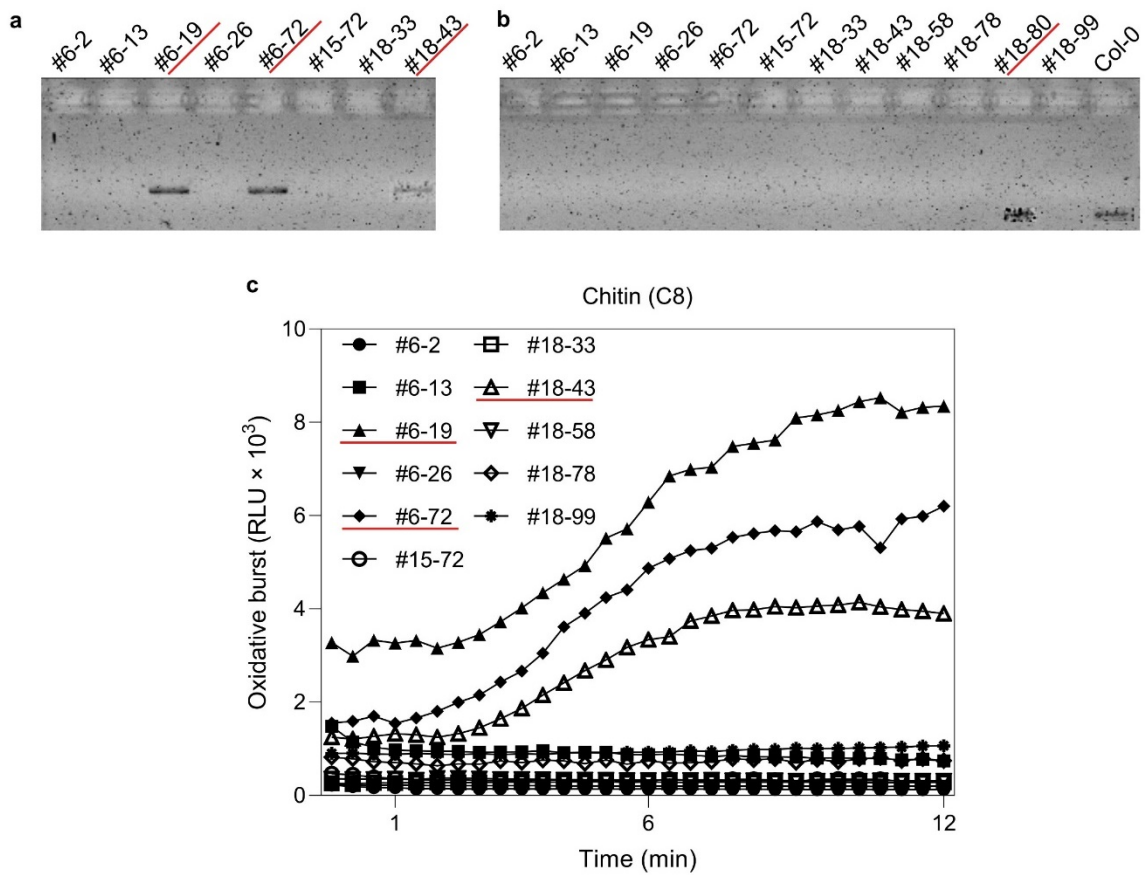 a
#6-2 #6-13 #6-19 #6-26 #6-72 #15-72 #18-33 #18-43
b
#6-2 #6-13 #6-19 #6-26 #6-72 #15-72 #18-33 #18-43 #18-58 #18-78 #18-80 #18-99 Col-0
c
Chitin (C8)
Oxidative burst (RLU × 10³)
10
8
6
4
2
0
#6-2 #18-33
#6-13 #18-43
#6-19 #18-58
#6-26 #18-78
#6-72 #18-99
#15-72
1 6 12
Time (min)